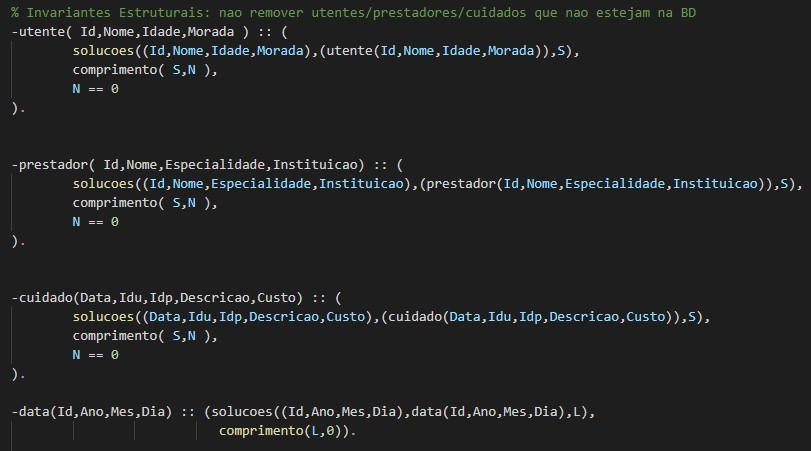 % Invariantes Estruturais: nao remover utentes/prestadores/cuidados que nao estejam na BD
-utente( Id,Nome,Idade,Morada ) :: (
solucoes((Id,Nome,Idade,Morada),(utente(Id,Nome,Idade,Morada)),S),
comprimento( S,N ),
N == 0
).
-prestador( Id,Nome,Especialidade,Instituicao) :: (
solucoes((Id,Nome,Especialidade,Instituicao),(prestador(Id,Nome,Especialidade,Instituicao)),S),
comprimento( S,N ),
N == 0
).
-cuidado(Data,Idu,Idp,Descricao,Custo) :: (
solucoes((Data,Idu,Idp,Descricao,Custo),(cuidado(Data,Idu,Idp,Descricao,Custo)),S),
comprimento( S,N ),
N == 0
).
-data(Id,Ano,Mes,Dia) :: (solucoes((Id,Ano,Mes,Dia),data(Id,Ano,Mes,Dia),L),
comprimento(L,0)).